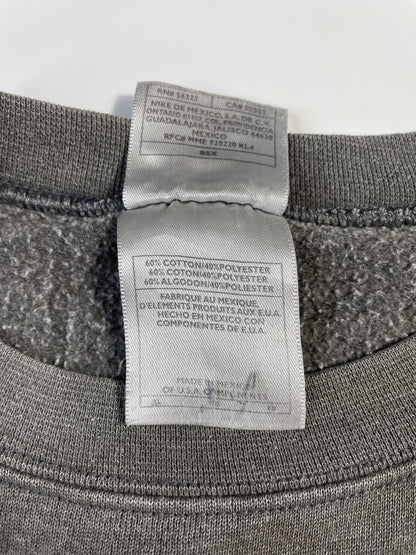 RN# 56323 CA# 05553
NIKE DE MEXICO, S.A. DE C.V.
ONTARIO #1107, COL. PROVIDENCIA
GUADALAJARA, JALISCO 44630
MEXICO
RFC# NME 920220 KL4
BSX
60% COTTON/40%POLYESTER
60% COTON/40%POLYESTER
60% ALGODON/40%POLIESTER
FABRIQUE AU MEXIQUE,
D'ELEMENTS PRODUITS AUX E.U.A.
HECHO EN MEXICO CON
COMPONENTES DE E.U.A.
MADE IN MEXICO
OF U.S.A. COMPONENTS